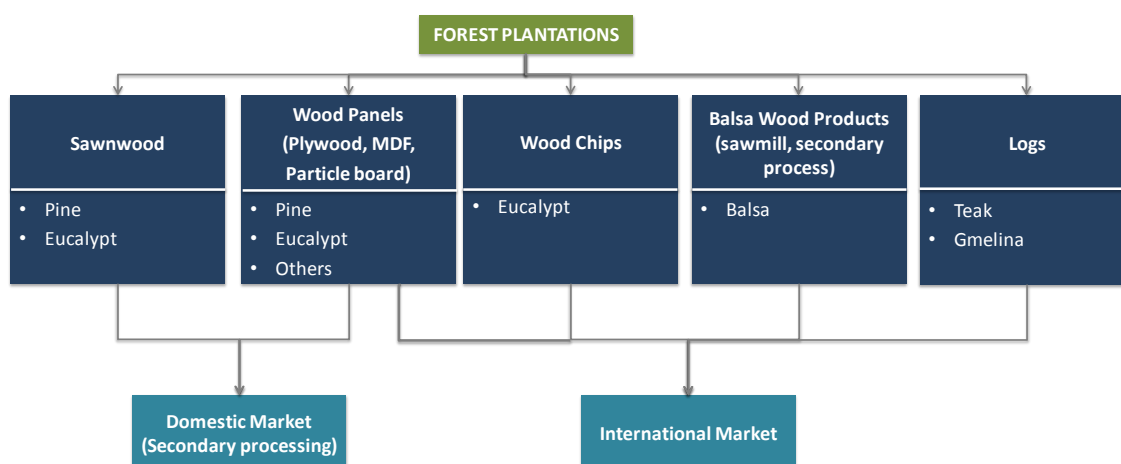 FOREST PLANTATIONS
Sawnwood
• Pine
• Eucalypt
Wood Panels
(Plywood, MDF,
Particle board)
• Pine
• Eucalypt
• Others
Wood Chips
• Eucalypt
Balsa Wood Products
(sawmill, secondary
process)
• Balsa
Logs
• Teak
• Gmelina
Domestic Market
(Secondary processing)
International Market